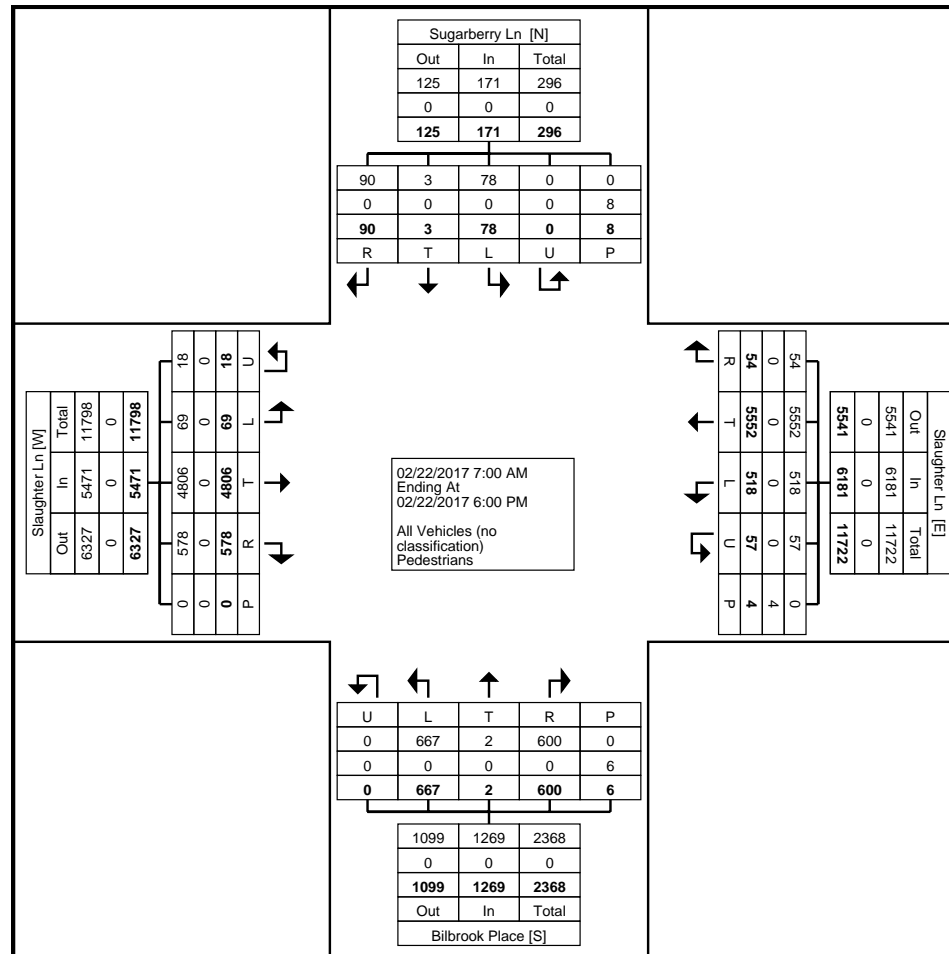 Sugarberry Ln [N]
Out In Total
125 171 296
0 0 0
125 171 296
90 3 78 0 0
0 0 0 0 8
90 3 78 0 8
R T L U P
Slaughter Ln [W]
Total In Out
11798 5471 6327
0 0 0
11798 5471 6327
18 69 4806 578 0
0 0 0 0 0
18 69 4806 578 0
U L T R P
02/22/2017 7:00 AM
Ending At
02/22/2017 6:00 PM
All Vehicles (no
classification)
Pedestrians
Slaughter Ln [E]
Out In Total
5541 6181 11722
0 0 0
5541 6181 11722
54 5552 518 57 0
0 0 0 0 4
54 5552 518 57 4
R T L U P
U L T R P
0 667 2 600 0
0 0 0 0 6
0 667 2 600 6
1099 1269 2368
0 0 0
1099 1269 2368
Out In Total
Bilbrook Place [S]